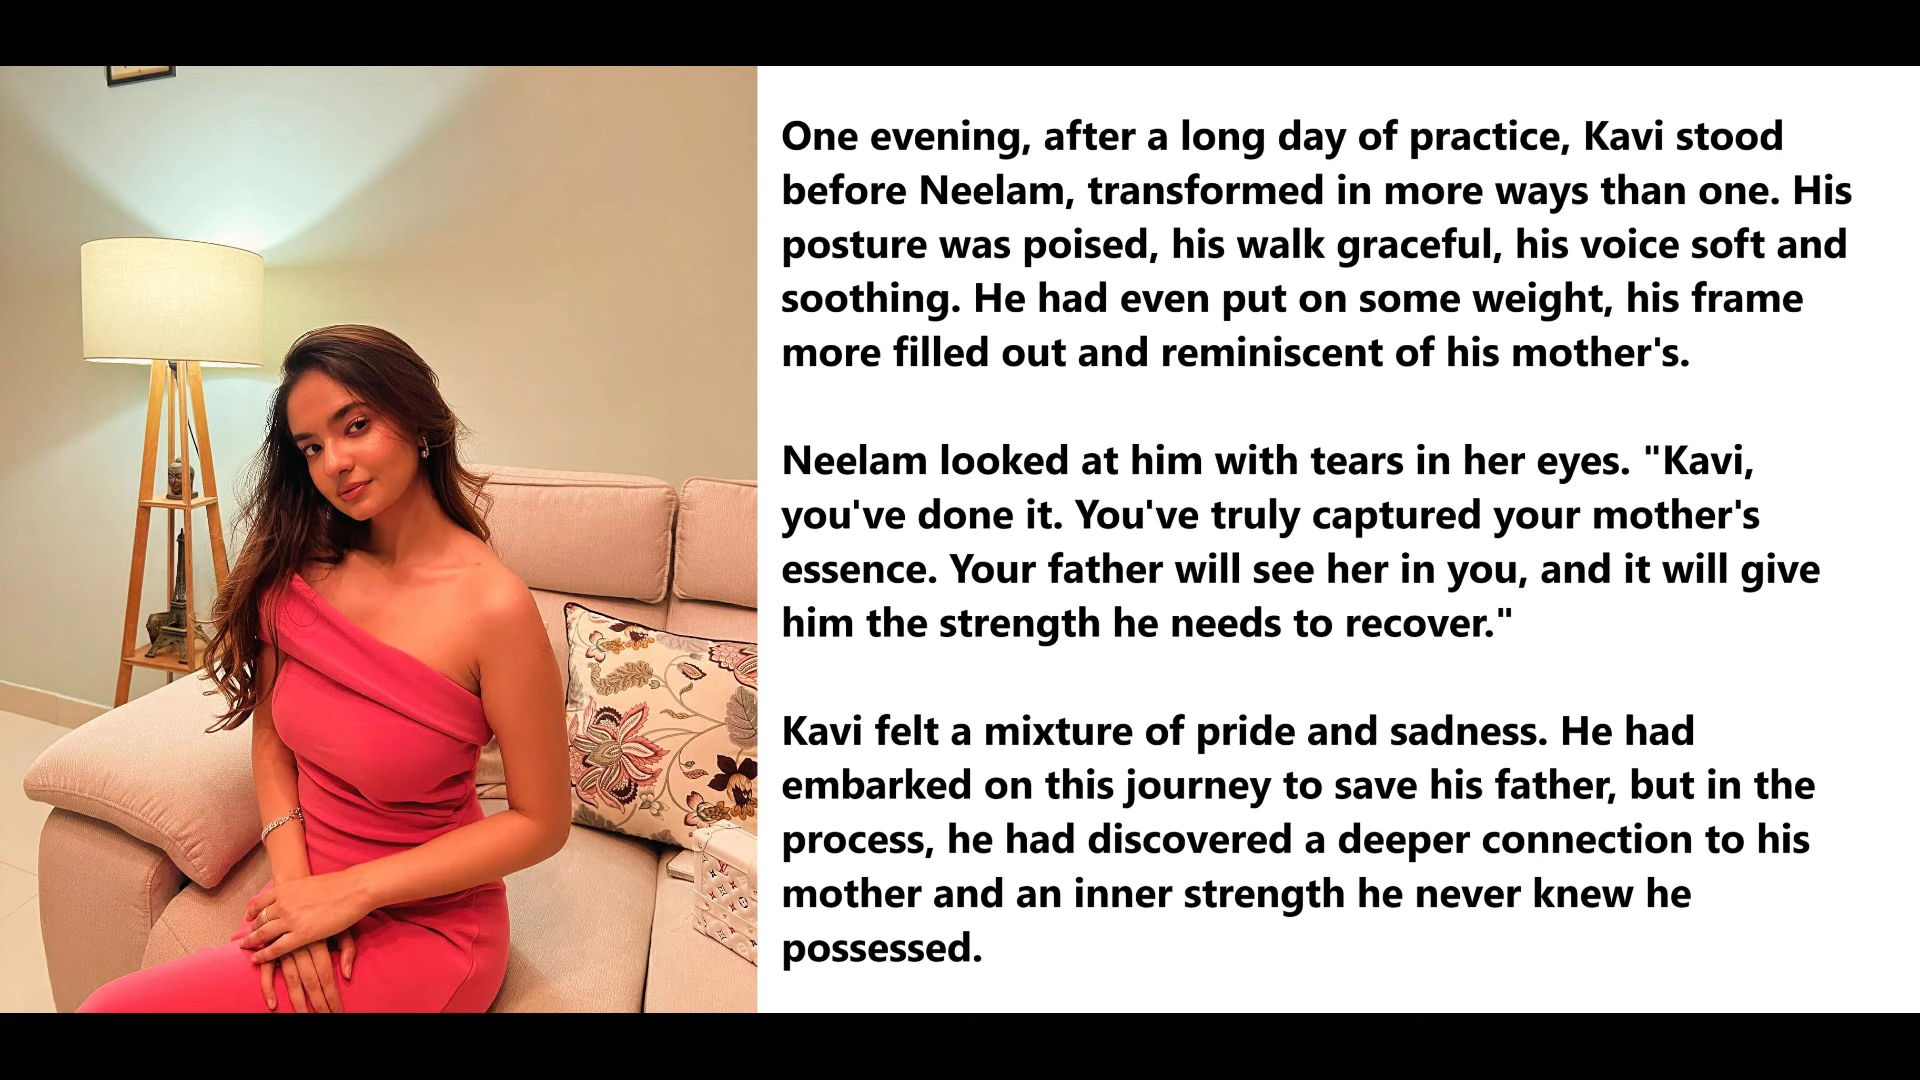 One evening, after a long day of practice, Kavi stood
before Neelam, transformed in more ways than one. His
posture was poised, his walk graceful, his voice soft and
soothing. He had even put on some weight, his frame
more filled out and reminiscent of his mother's.
Neelam looked at him with tears in her eyes. "Kavi,
you've done it. You've truly captured your mother's
essence. Your father will see her in you, and it will give
him the strength he needs to recover."
Kavi felt a mixture of pride and sadness. He had
embarked on this journey to save his father, but in the
process, he had discovered a deeper connection to his
mother and an inner strength he never knew he
possessed.